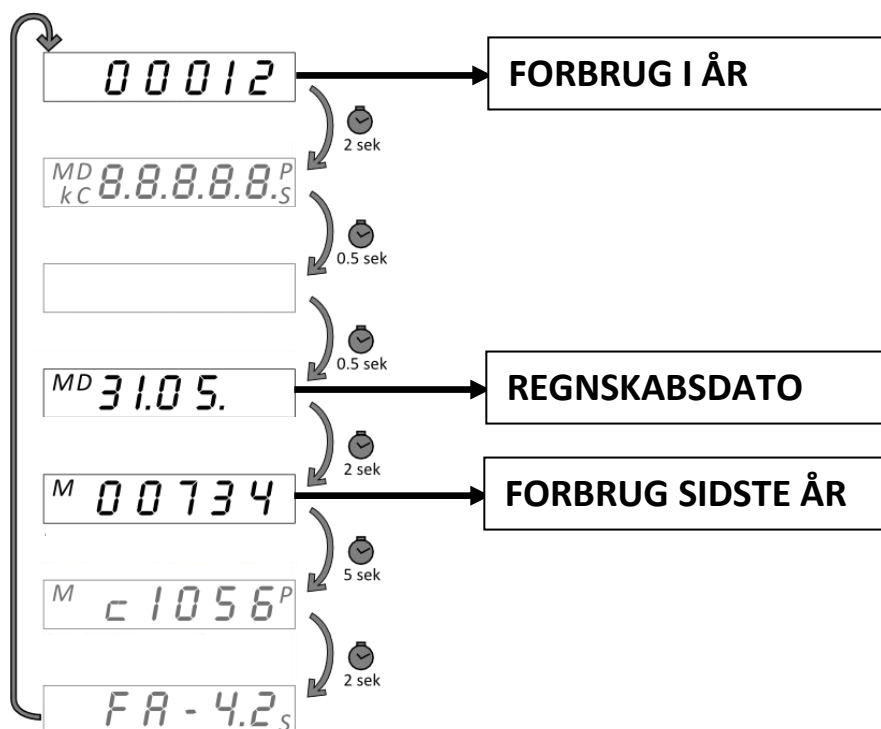 00012
FORBRUG I ÅR
2 sek
MD
kC 8.8.8.8.8. P
S
0.5 sek
0.5 sek
MD 31.05.
REGNSKABSDATO
2 sek
M 00734
FORBRUG SIDSTE ÅR
5 sek
M c1056 P
2 sek
FA-4.2 S